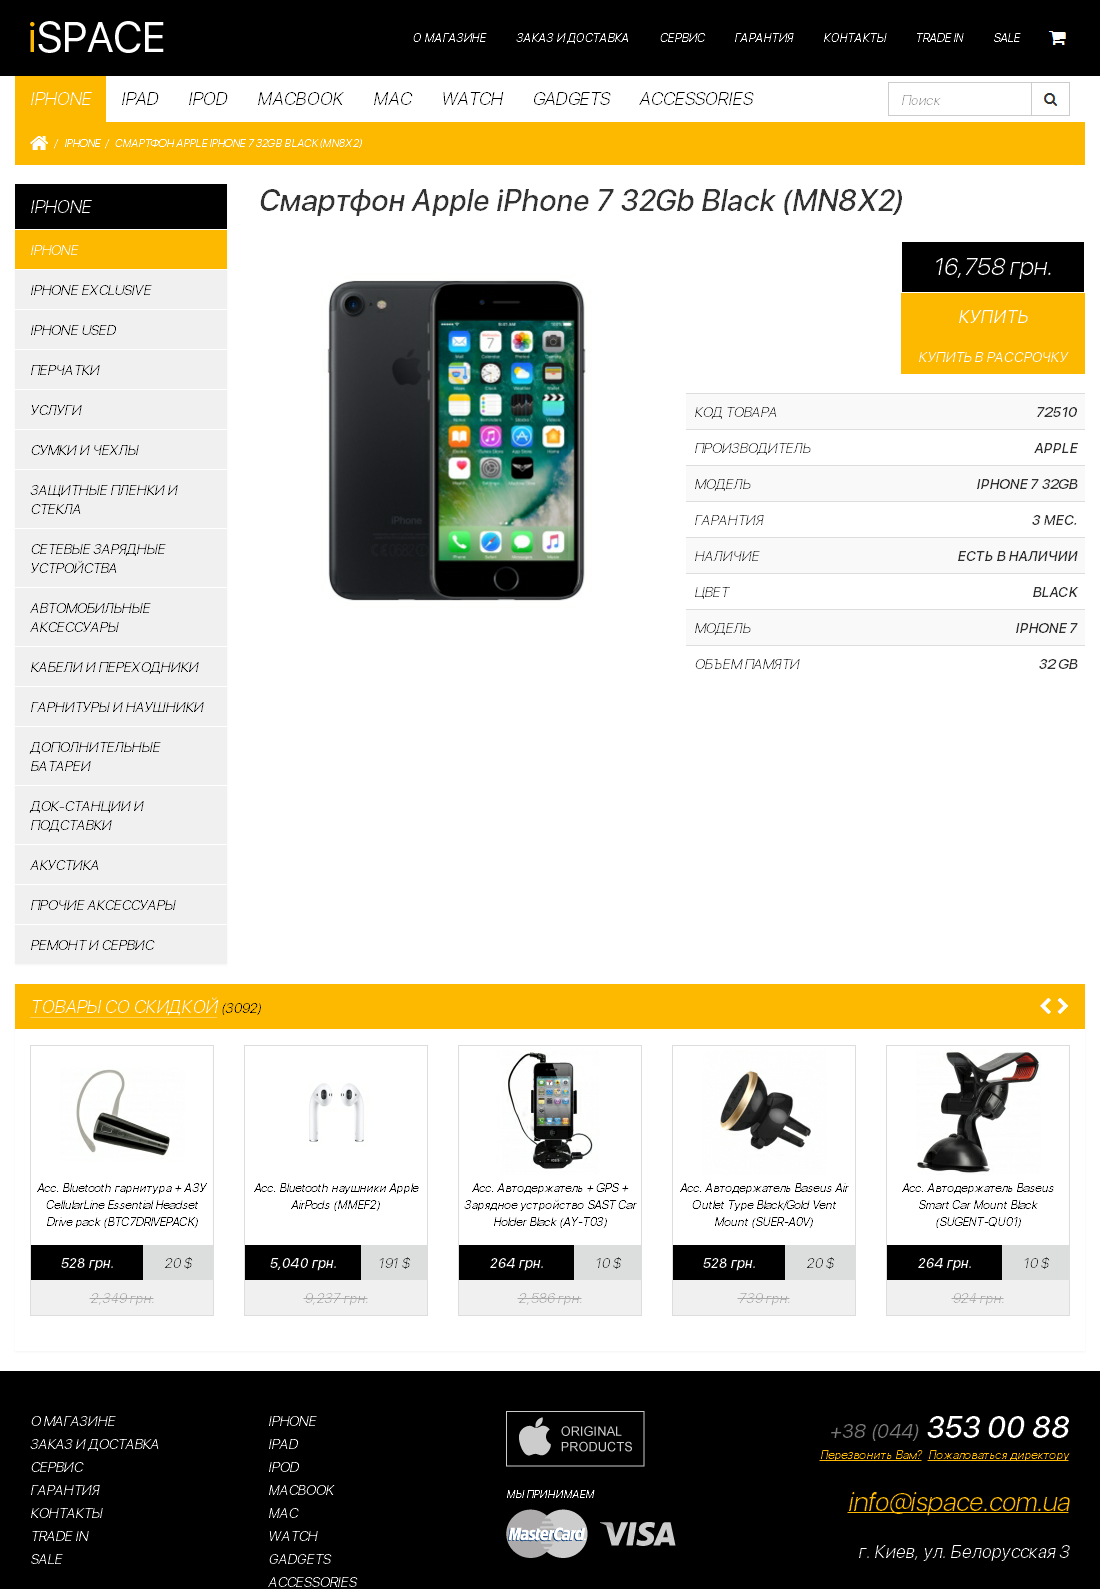 iSPACE
О МАГАЗИНЕ ЗАКАЗ И ДОСТАВКА СЕРВИС ГАРАНТИЯ КОНТАКТЫ TRADE IN SALE
IPHONE IPAD IPOD MACBOOK MAC WATCH GADGETS ACCESSORIES Поиск
/ IPHONE / СМАРТФОН APPLE IPHONE 7 32GB BLACK (MN8X2)
IPHONE
IPHONE
IPHONE EXCLUSIVE
IPHONE USED
ПЕРЧАТКИ
УСЛУГИ
СУМКИ И ЧЕХЛЫ
ЗАЩИТНЫЕ ПЛЕНКИ И
СТЕКЛА
СЕТЕВЫЕ ЗАРЯДНЫЕ
УСТРОЙСТВА
АВТОМОБИЛЬНЫЕ
АКСЕССУАРЫ
КАБЕЛИ И ПЕРЕХОДНИКИ
ГАРНИТУРЫ И НАУШНИКИ
ДОПОЛНИТЕЛЬНЫЕ
БАТАРЕИ
ДОК-СТАНЦИИ И
ПОДСТАВКИ
АКУСТИКА
ПРОЧИЕ АКСЕССУАРЫ
РЕМОНТ И СЕРВИС
Смартфон Apple iPhone 7 32Gb Black (MN8X2)
iPhone
16,758 грн.
КУПИТЬ
КУПИТЬ В РАССРОЧКУ
КОД ТОВАРА 72510
ПРОИЗВОДИТЕЛЬ APPLE
МОДЕЛЬ IPHONE 7 32GB
ГАРАНТИЯ 3 МЕС.
НАЛИЧИЕ ЕСТЬ В НАЛИЧИИ
ЦВЕТ BLACK
МОДЕЛЬ IPHONE 7
ОБЪЕМ ПАМЯТИ 32 GB
ТОВАРЫ СО СКИДКОЙ (3092)
Acc. Bluetooth гарнитура + АЗУ
CellularLine Essential Headset
Drive pack (BTC7DRIVEPACK)
528 грн. 20 $
2,349 грн.
Acc. Bluetooth наушники Apple
AirPods (MMEF2)
5,040 грн. 191 $
9,237 грн.
Acc. Автодержатель + GPS +
Зарядное устройство SAST Car
Holder Black (AY-T03)
264 грн. 10 $
2,586 грн.
Acc. Автодержатель Baseus Air
Outlet Type Black/Gold Vent
Mount (SUER-A0V)
528 грн. 20 $
739 грн.
Acc. Автодержатель Baseus
Smart Car Mount Black
(SUGENT-QU01)
264 грн. 10 $
924 грн.
О МАГАЗИНЕ
ЗАКАЗ И ДОСТАВКА
СЕРВИС
ГАРАНТИЯ
КОНТАКТЫ
TRADE IN
SALE
IPHONE
IPAD
IPOD
MACBOOK
MAC
WATCH
GADGETS
ACCESSORIES
ORIGINAL
PRODUCTS
МЫ ПРИНИМАЕМ
MasterCard VISA
+38 (044) 353 00 88
Перезвонить Вам? Пожаловаться директору
info@ispace.com.ua
г. Киев, ул. Белорусская 3